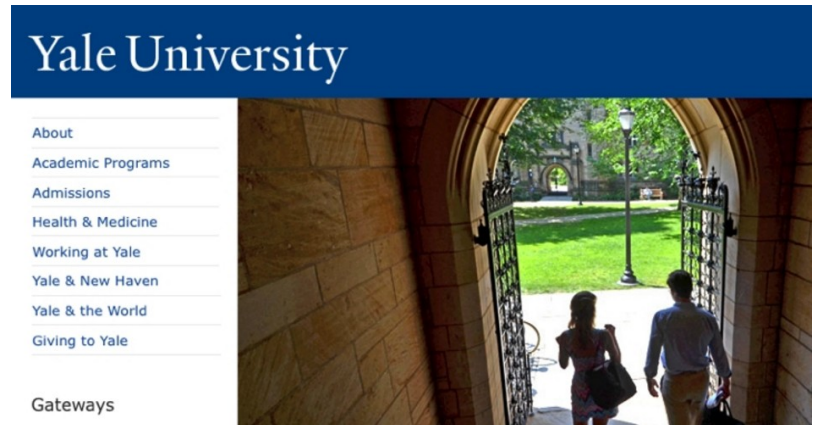 Yale University
About
Academic Programs
Admissions
Health & Medicine
Working at Yale
Yale & New Haven
Yale & the World
Giving to Yale
Gateways